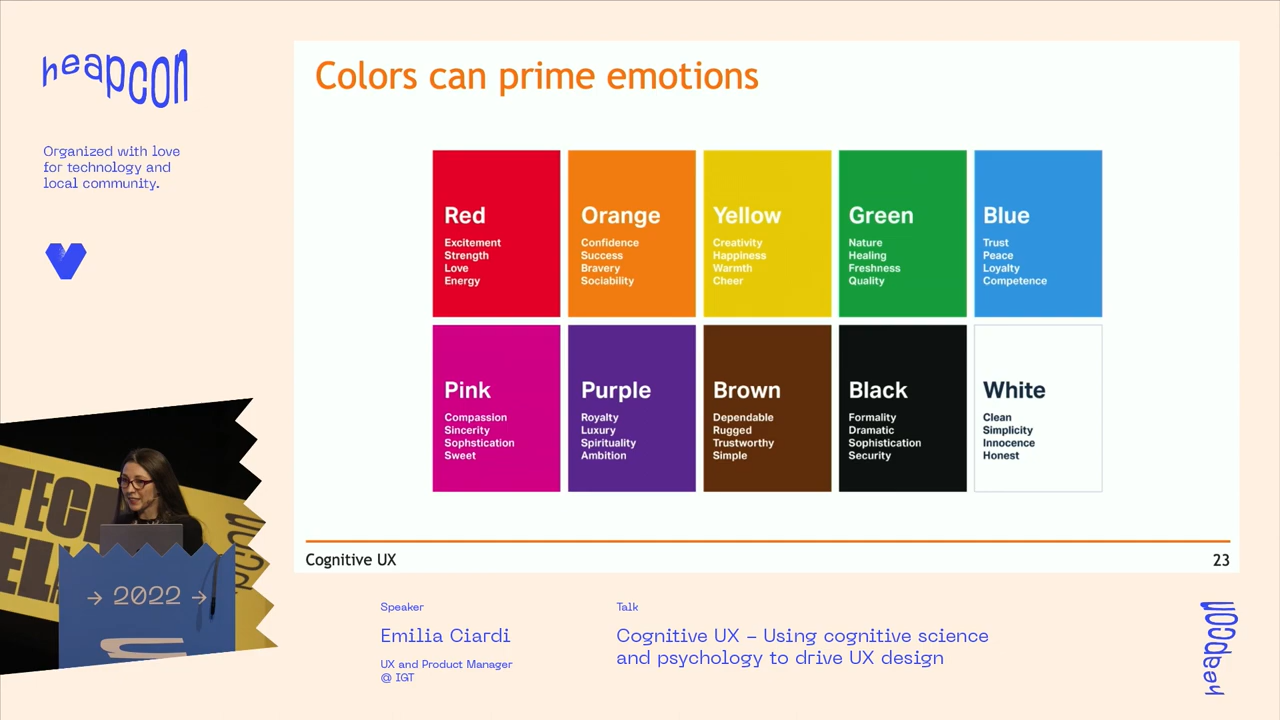 heapcon
Organized with love
for technology and
local community.
Colors can prime emotions
Red
Excitement
Strength
Love
Energy
Orange
Confidence
Success
Bravery
Sociability
Yellow
Creativity
Happiness
Warmth
Cheer
Green
Nature
Healing
Freshness
Quality
Blue
Trust
Peace
Loyalty
Competence
Pink
Compassion
Sincerity
Sophstication
Sweet
Purple
Royalty
Luxury
Spirituality
Ambition
Brown
Dependable
Rugged
Trustworthy
Simple
Black
Formality
Dramatic
Sophistication
Security
White
Clean
Simplicity
Innocence
Honest
Cognitive UX
23
→ 2022 →
Speaker
Emilia Ciardi
UX and Product Manager
@ IGT
Talk
Cognitive UX – Using cognitive science
and psychology to drive UX design
heapcon